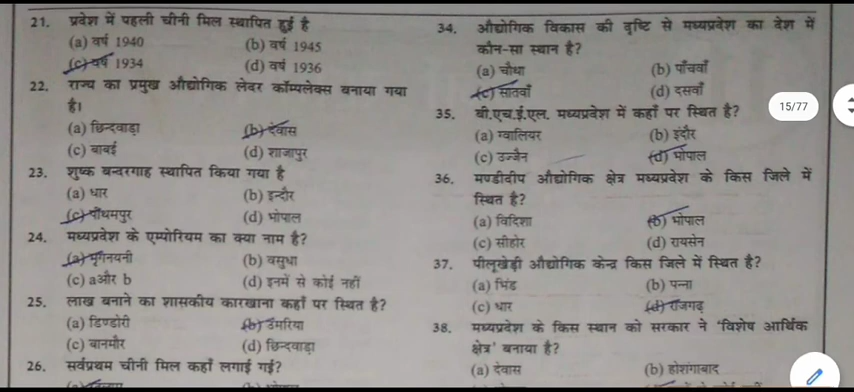 21. प्रदेश में पहली चीनी मिल स्थापित हुई है
(a) वर्ष 1940 (b) वर्ष 1945
(c) वर्ष 1934 (d) वर्ष 1936
22. राज्य का प्रमुख औद्योगिक लेदर कॉम्पलेक्स बनाया गया
है।
(a) छिन्दवाड़ा (b) देवास
(c) बाबई (d) शाजापुर
23. शुष्क बन्दरगाह स्थापित किया गया है
(a) धार (b) इन्दौर
(c) पीथमपुर (d) भोपाल
24. मध्यप्रदेश के एम्पोरियम का क्या नाम है?
(a) मृगनयनी (b) वसुधा
(c) aऔर b (d) इनमें से कोई नहीं
25. लाख बनाने का शासकीय कारखाना कहाँ पर स्थित है?
(a) डिण्डोरी (b) उमरिया
(c) बानमौर (d) छिन्दवाड़ा
26. सर्वप्रथम चीनी मिल कहाँ लगाई गई?
34. औद्योगिक विकास की दृष्टि से मध्यप्रदेश का देश में
कौन-सा स्थान है?
(a) चौथा (b) पाँचवाँ
(c) सातवाँ (d) दसवाँ
35. बी.एच.ई.एल. मध्यप्रदेश में कहाँ पर स्थित है?
(a) ग्वालियर (b) इंदौर
(c) उज्जैन (d) भोपाल
36. मण्डीदीप औद्योगिक क्षेत्र मध्यप्रदेश के किस जिले में
स्थित है?
(a) विदिशा (b) भोपाल
(c) सीहोर (d) रायसेन
37. पीलूखेड़ी औद्योगिक केन्द्र किस जिले में स्थित है?
(a) भिंड (b) पन्ना
(c) धार (d) राजगढ़
38. मध्यप्रदेश के किस स्थान को सरकार ने 'विशेष आर्थिक
क्षेत्र' बनाया है?
(a) देवास (b) होशंगाबाद
15/77